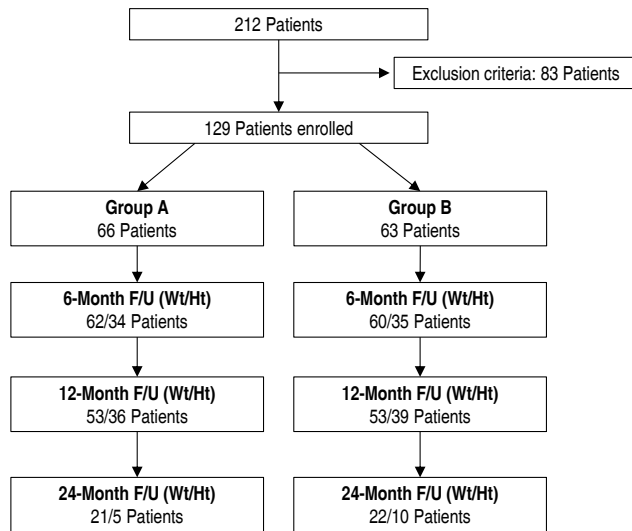 212 Patients
Exclusion criteria: 83 Patients
129 Patients enrolled
Group A
66 Patients
Group B
63 Patients
6-Month F/U (Wt/Ht)
62/34 Patients
6-Month F/U (Wt/Ht)
60/35 Patients
12-Month F/U (Wt/Ht)
53/36 Patients
12-Month F/U (Wt/Ht)
53/39 Patients
24-Month F/U (Wt/Ht)
21/5 Patients
24-Month F/U (Wt/Ht)
22/10 Patients